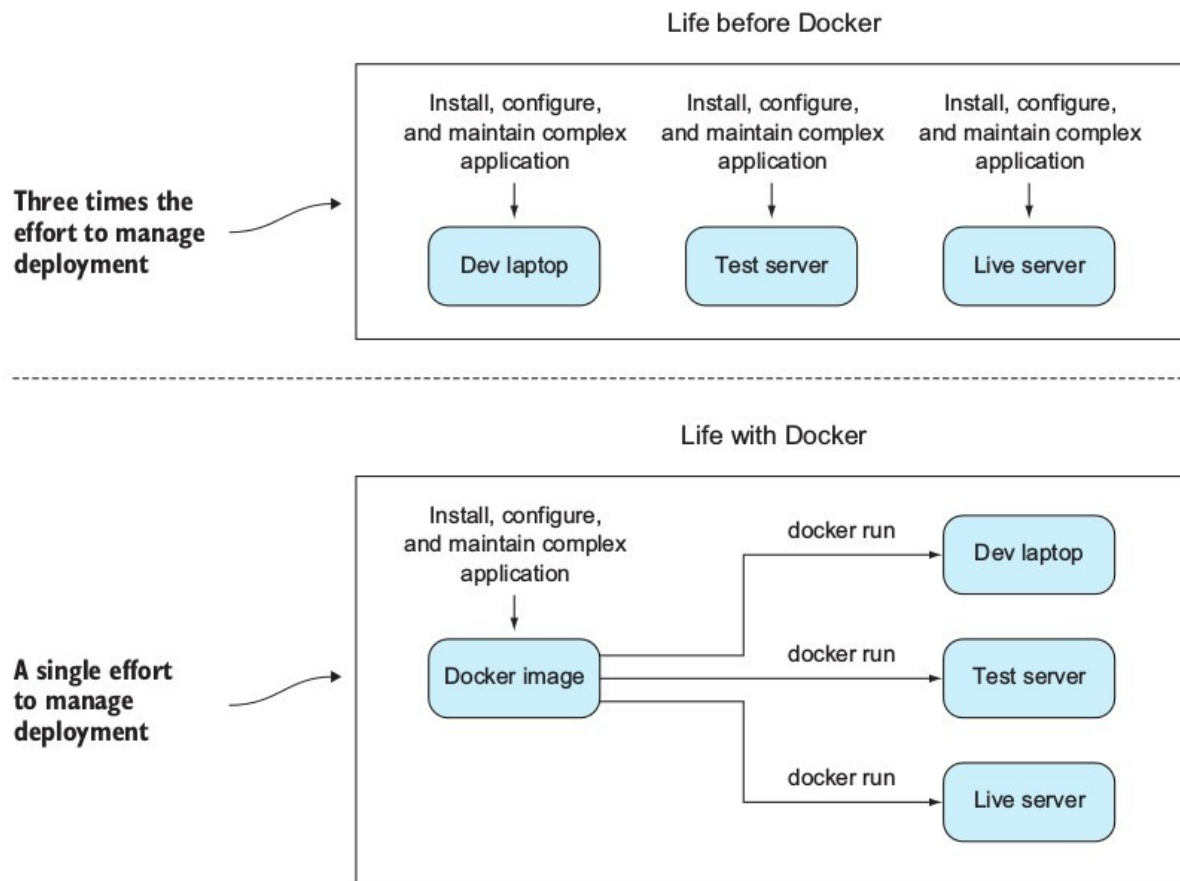 Life before Docker
Install, configure,
and maintain complex
application
Install, configure,
and maintain complex
application
Install, configure,
and maintain complex
application
Three times the
effort to manage
deployment
Dev laptop
Test server
Live server
Life with Docker
Install, configure,
and maintain complex
application
docker run
Dev laptop
A single effort
to manage
deployment
Docker image
docker run
Test server
docker run
Live server